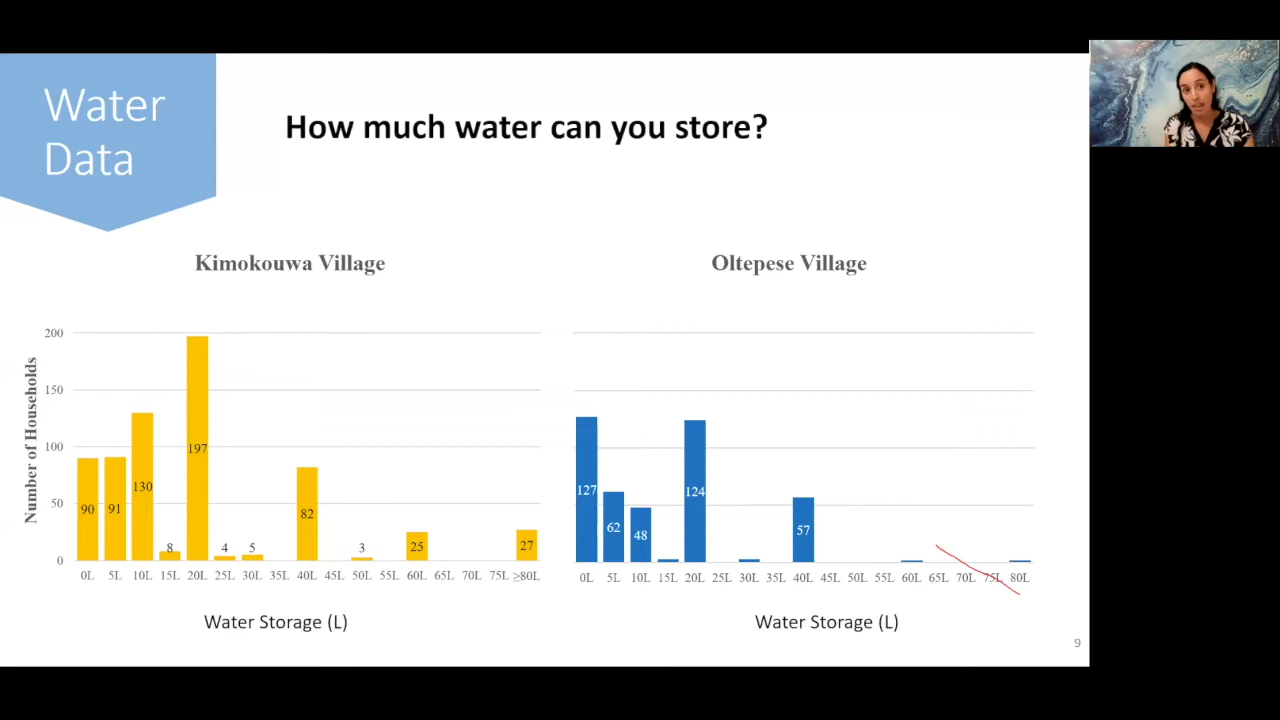 Water
Data
How much water can you store?
Kimokouwa Village
Number of Households
200
150
100
50
0
90
91
130
8
197
4
5
82
3
25
27
0L 5L 10L 15L 20L 25L 30L 35L 40L 45L 50L 55L 60L 65L 70L 75L ≥80L
Water Storage (L)
Oltepese Village
127
62
48
124
57
0L 5L 10L 15L 20L 25L 30L 35L 40L 45L 50L 55L 60L 65L 70L 75L 80L
Water Storage (L)
9